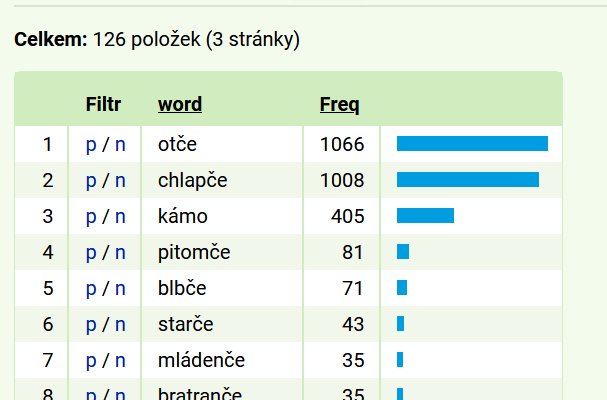 Celkem: 126 položek (3 stránky)
Filtr word Freq
1 p / n otče 1066
2 p / n chlapče 1008
3 p / n kámo 405
4 p / n pitomče 81
5 p / n blbče 71
6 p / n starče 43
7 p / n mládenče 35
8 p / n bratranče 35